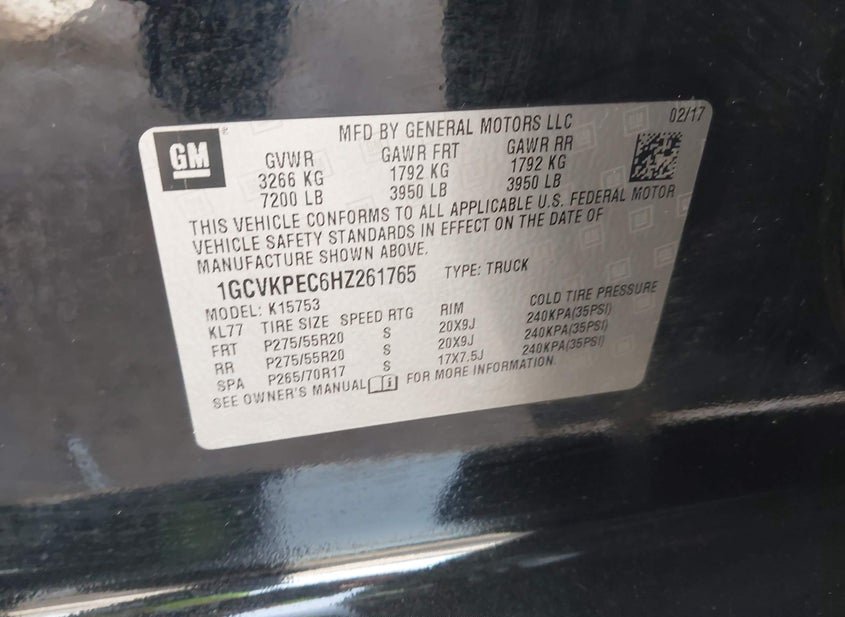 GM
MFD BY GENERAL MOTORS LLC 02/17
GVWR GAWR FRT GAWR RR
3266 KG 1792 KG 1792 KG
7200 LB 3950 LB 3950 LB
THIS VEHICLE CONFORMS TO ALL APPLICABLE U.S. FEDERAL MOTOR
VEHICLE SAFETY STANDARDS IN EFFECT ON THE DATE OF
MANUFACTURE SHOWN ABOVE.
1GCVKPEC6HZ261765 TYPE: TRUCK
MODEL: K15753
KL77 TIRE SIZE SPEED RTG RIM COLD TIRE PRESSURE
FRT P275/55R20 S 20X9J 240KPA(35PSI)
RR P275/55R20 S 20X9J 240KPA(35PSI)
SPA P265/70R17 S 17X7.5J 240KPA(35PSI)
SEE OWNER'S MANUAL FOR MORE INFORMATION.